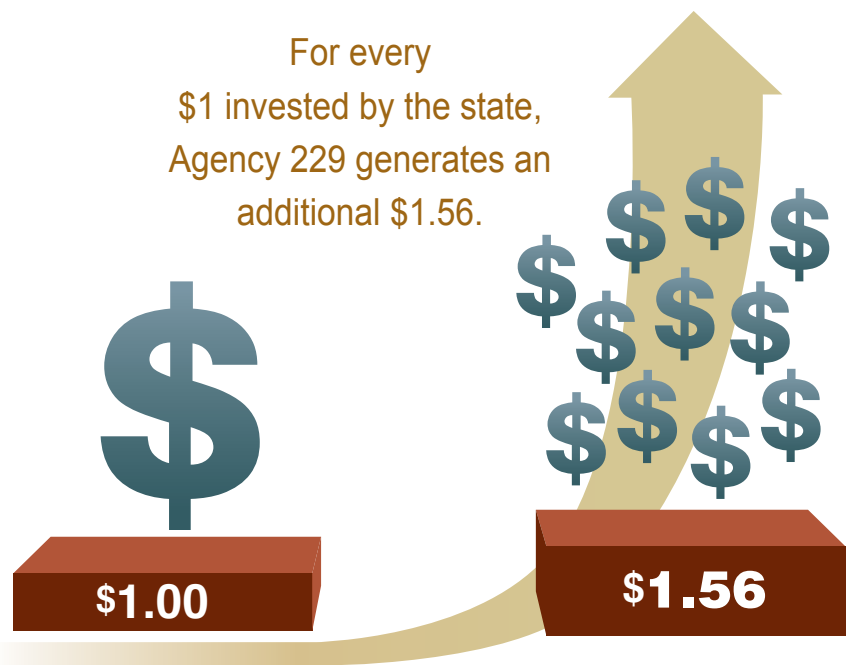 For every
$1 invested by the state,
Agency 229 generates an
additional $1.56.
$1.00
$1.56